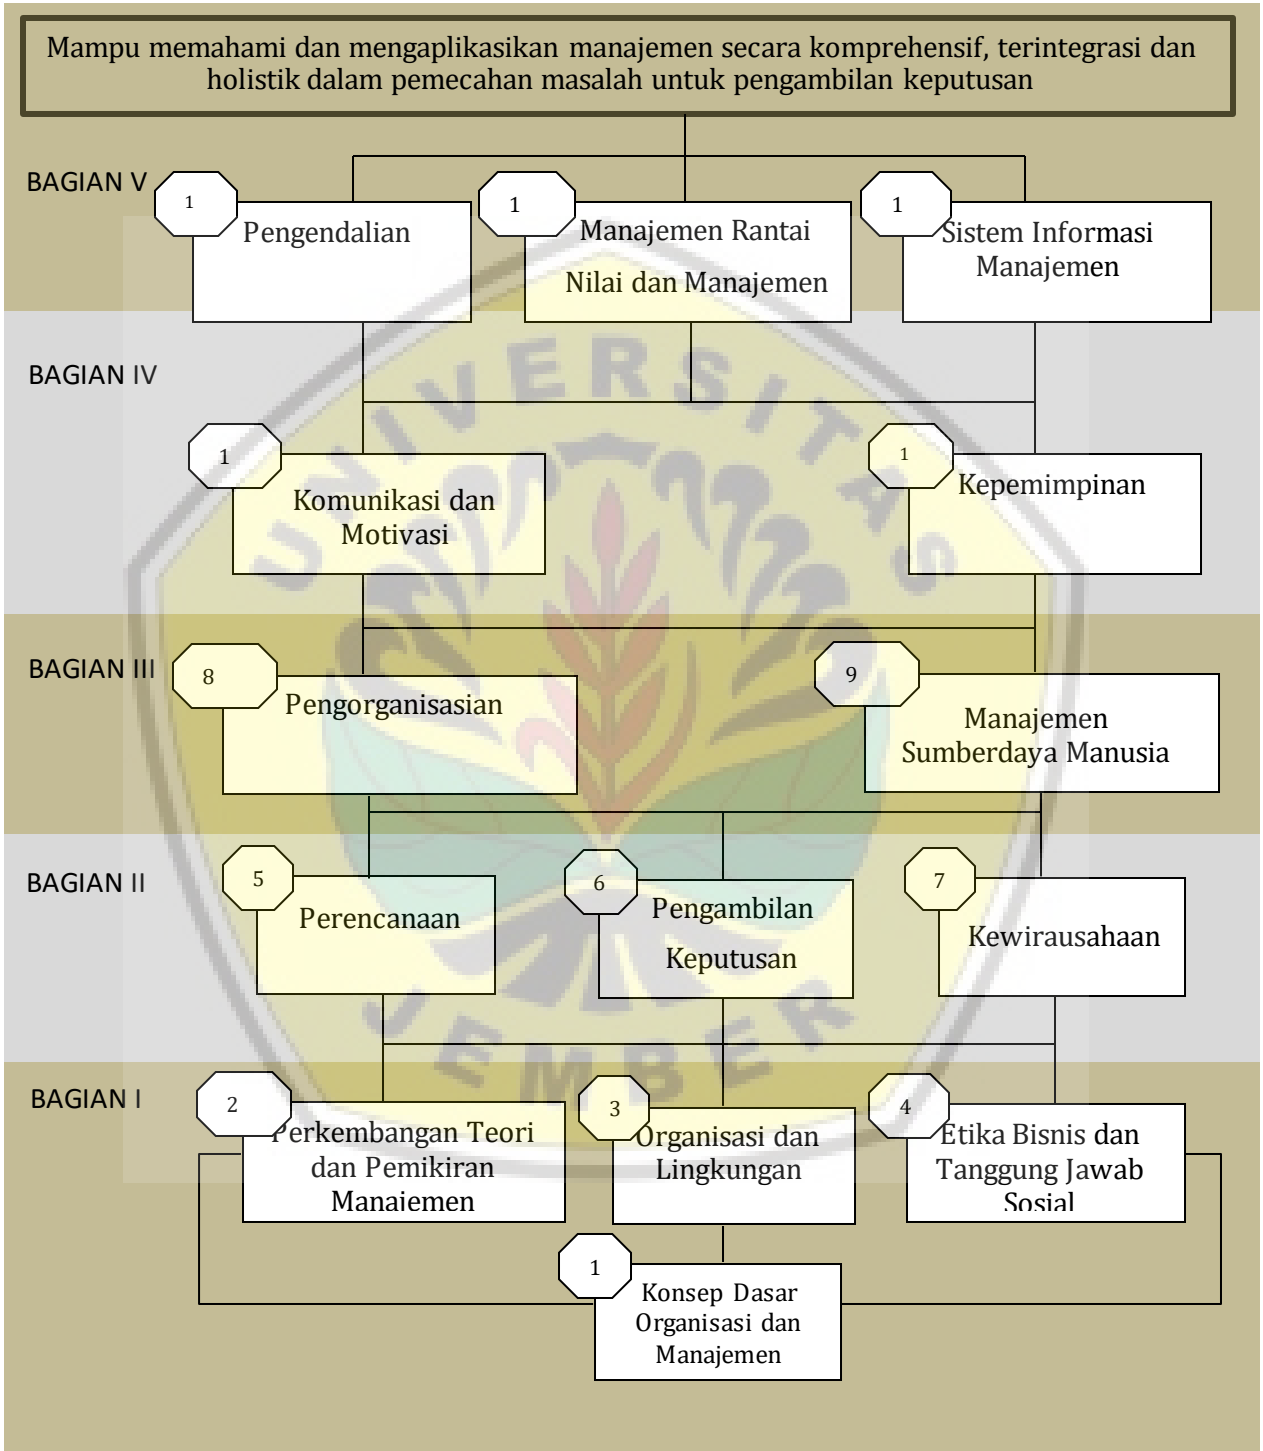 Mampu memahami dan mengaplikasikan manajemen secara komprehensif, terintegrasi dan
holistik dalam pemecahan masalah untuk pengambilan keputusan
BAGIAN V
1
Pengendalian
1
Manajemen Rantai
Nilai dan Manajemen
1
Sistem Informasi
Manajemen
BAGIAN IV
1
Komunikasi dan
Motivasi
1
Kepemimpinan
BAGIAN III
8
Pengorganisasian
9
Manajemen
Sumberdaya Manusia
BAGIAN II
5
Perencanaan
6
Pengambilan
Keputusan
7
Kewirausahaan
BAGIAN I
2
Perkembangan Teori
dan Pemikiran
Manajemen
3
Organisasi dan
Lingkungan
4
Etika Bisnis dan
Tanggung Jawab
Sosial
1
Konsep Dasar
Organisasi dan
Manajemen
UNIVERSITAS
JEMBER